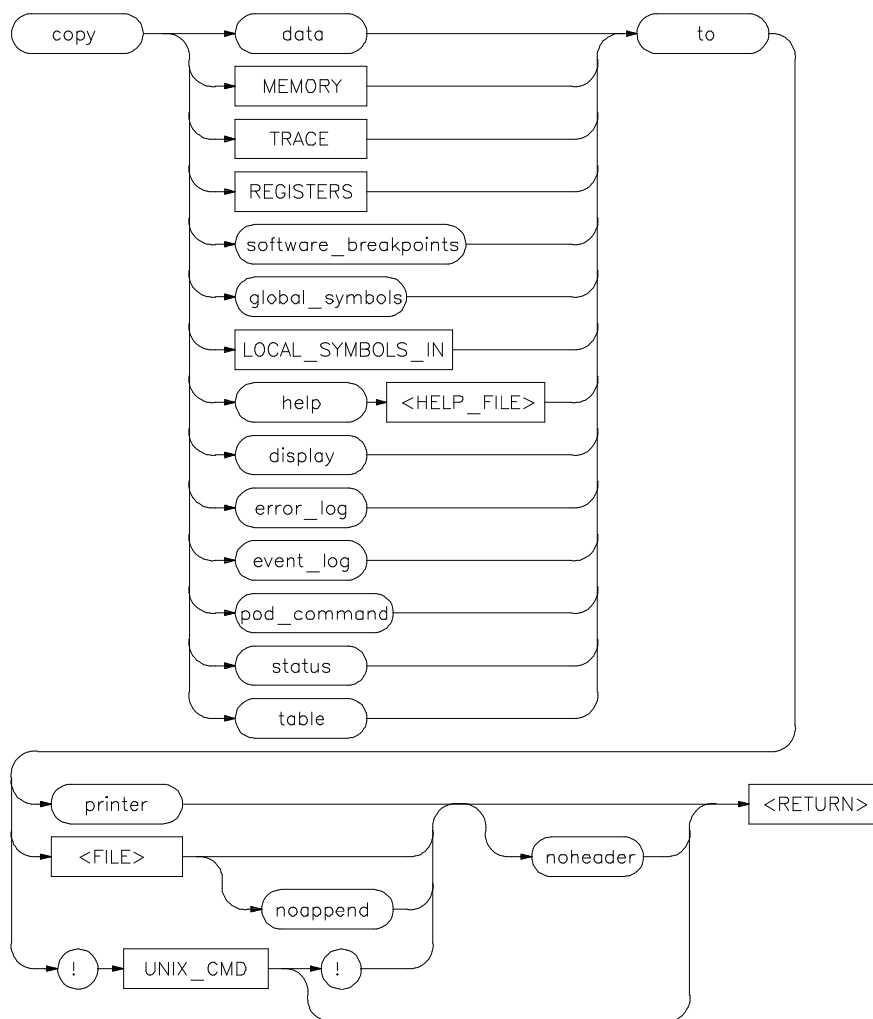 copy data to
MEMORY
TRACE
REGISTERS
software_breakpoints
global_symbols
LOCAL_SYMBOLS_IN
help <HELP_FILE>
display
error_log
event_log
pod_command
status
table
printer <RETURN>
<FILE> noheader
noappend
! UNIX_CMD !